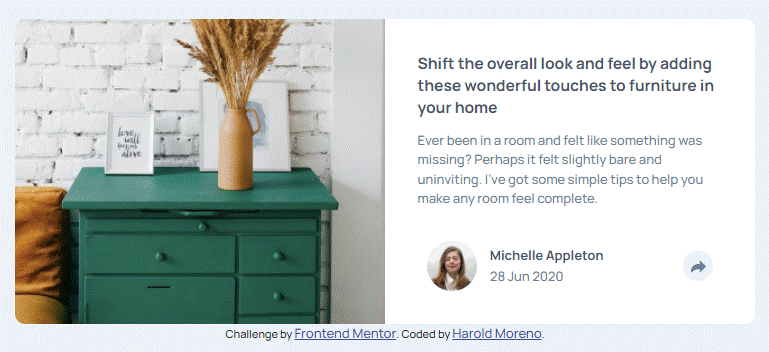 love
will
keep us
alive
Shift the overall look and feel by adding
these wonderful touches to furniture in
your home
Ever been in a room and felt like something was
missing? Perhaps it felt slightly bare and
uninviting. I've got some simple tips to help you
make any room feel complete.
Michelle Appleton
28 Jun 2020
Challenge by Frontend Mentor. Coded by Harold Moreno.